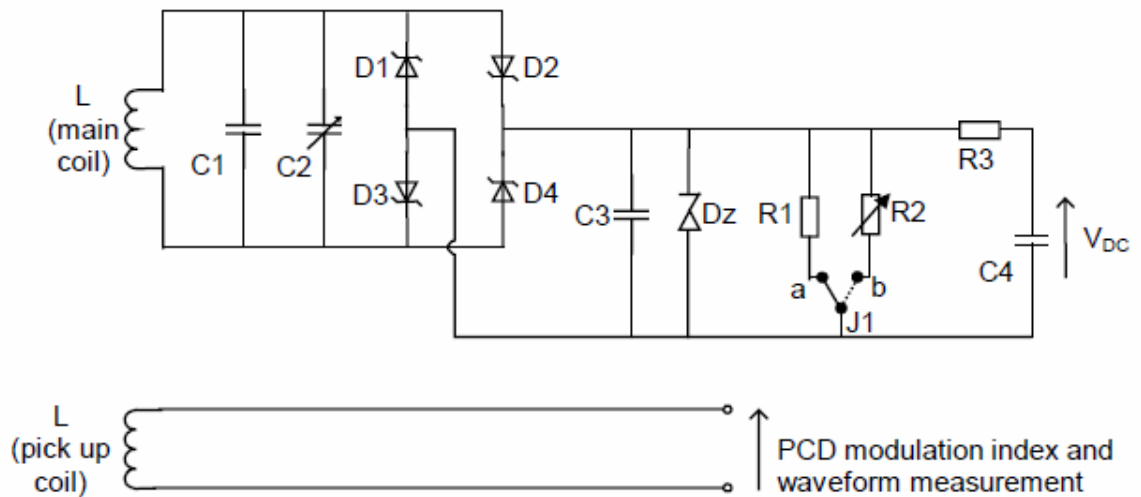 L
(main
coil)
C1
C2
D1
D2
D3
D4
C3
Dz
R1
R2
a
b
J1
R3
C4
VDC
L
(pick up
coil)
PCD modulation index and
waveform measurement